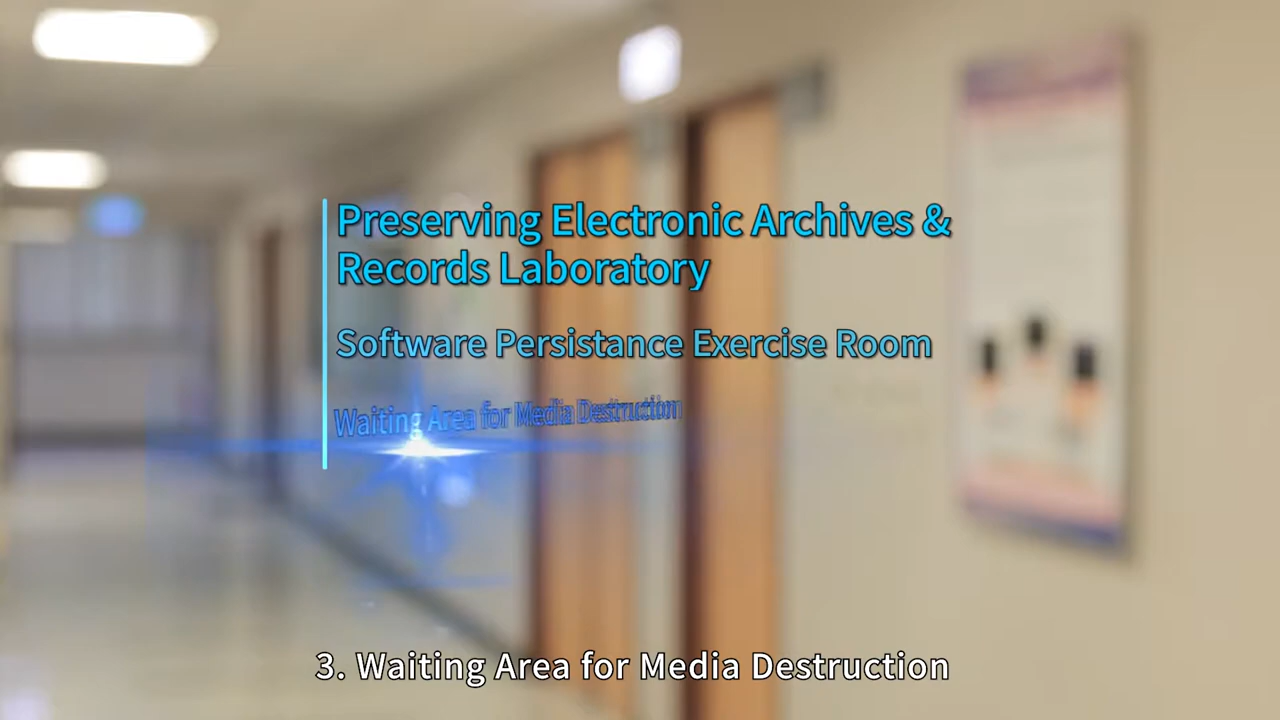 Preserving Electronic Archives &
Records Laboratory
Software Persistance Exercise Room
Waiting Area for Media Destruction
3. Waiting Area for Media Destruction